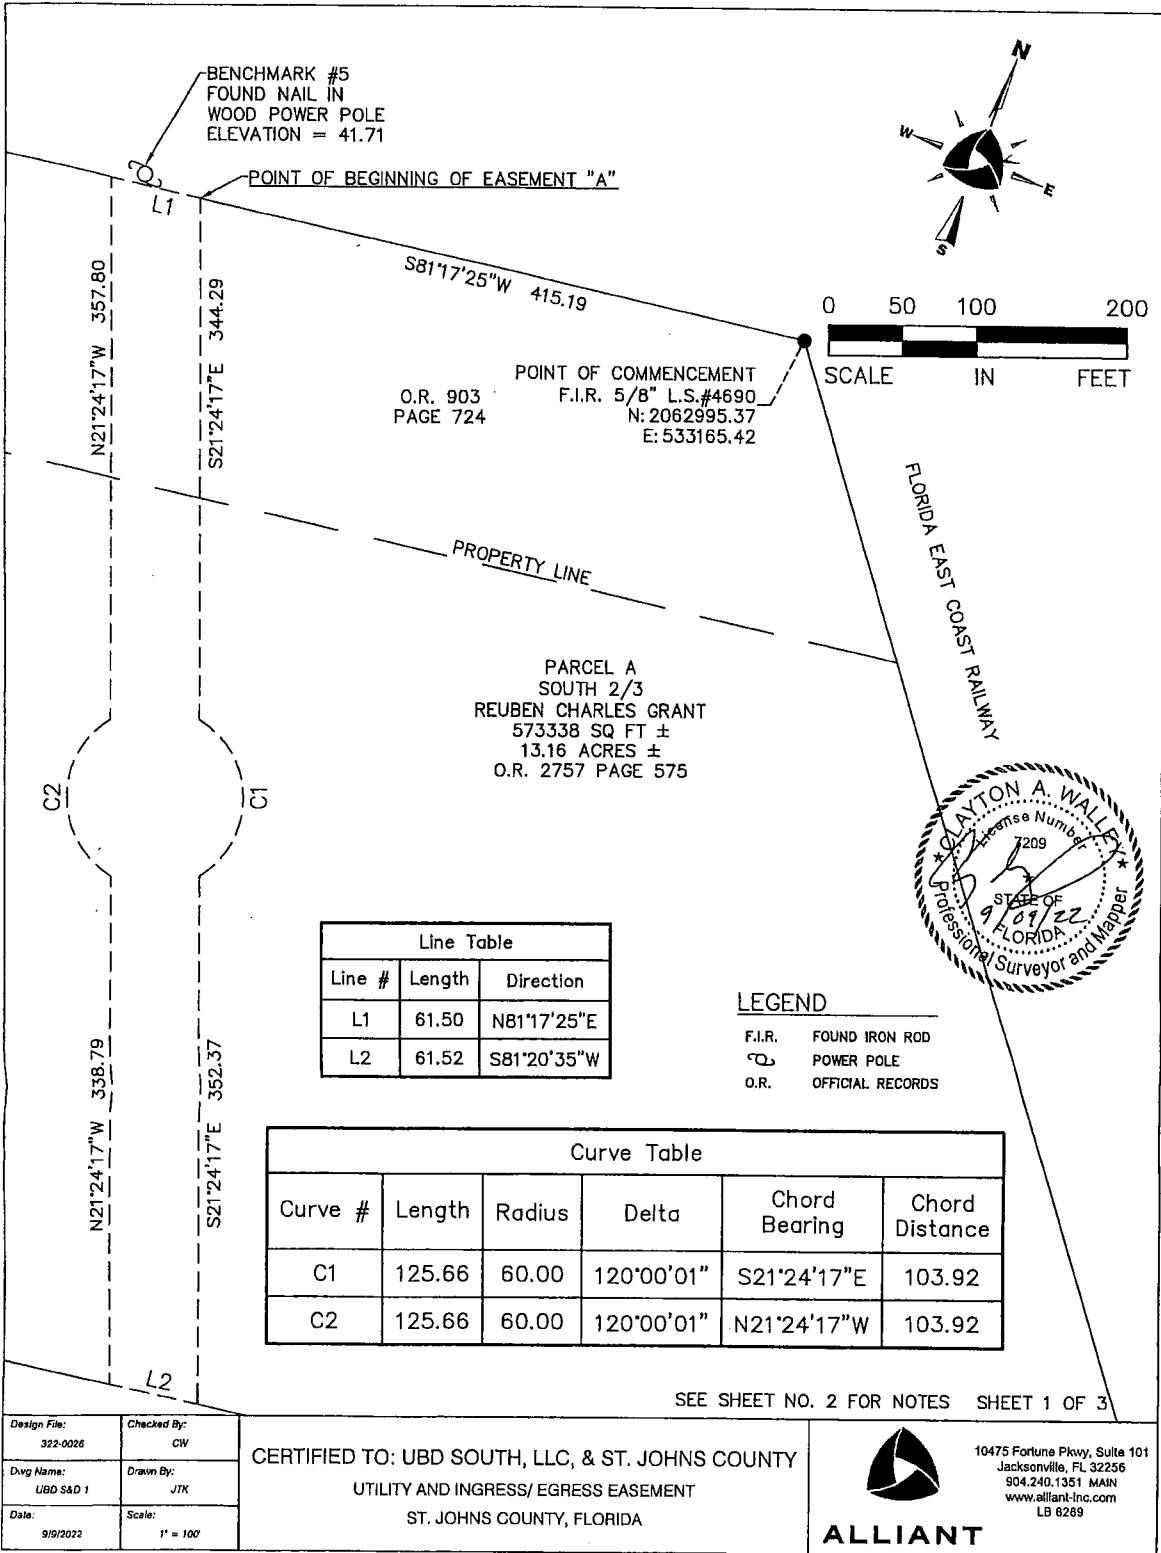 BENCHMARK #5
FOUND NAIL IN
WOOD POWER POLE
ELEVATION = 41.71
POINT OF BEGINNING OF EASEMENT "A"
L1
N
W
E
S
S81°17'25"W 415.19
N21°24'17"W 357.80
S21°24'17"E 344.29
0 50 100 200
SCALE IN FEET
POINT OF COMMENCEMENT
F.I.R. 5/8" L.S.#4690
N: 2062995.37
E: 533165.42
O.R. 903
PAGE 724
FLORIDA EAST COAST RAILWAY
PROPERTY LINE
PARCEL A
SOUTH 2/3
REUBEN CHARLES GRANT
573338 SQ FT ±
13.16 ACRES ±
O.R. 2757 PAGE 575
C2
C1
CLAYTON A. WALLEY
License Number
7209
STATE OF
9/09/22
FLORIDA
Professional Surveyor and Mapper
Line Table
Line # Length Direction
L1 61.50 N81°17'25"E
L2 61.52 S81°20'35"W
LEGEND
F.I.R. FOUND IRON ROD
POWER POLE
O.R. OFFICIAL RECORDS
N21°24'17"W 338.79
S21°24'17"E 352.37
Curve Table
Curve # Length Radius Delta Chord Bearing Chord Distance
C1 125.66 60.00 120°00'01" S21°24'17"E 103.92
C2 125.66 60.00 120°00'01" N21°24'17"W 103.92
L2
SEE SHEET NO. 2 FOR NOTES SHEET 1 OF 3
Design File:
322-0026
Checked By:
CW
Dwg Name:
UBD S&D 1
Drawn By:
JTK
Date:
9/9/2022
Scale:
1" = 100'
CERTIFIED TO: UBD SOUTH, LLC, & ST. JOHNS COUNTY
UTILITY AND INGRESS/ EGRESS EASEMENT
ST. JOHNS COUNTY, FLORIDA
ALLIANT
10475 Fortune Pkwy, Suite 101
Jacksonville, FL 32256
904.240.1351 MAIN
www.alliant-inc.com
LB 8289